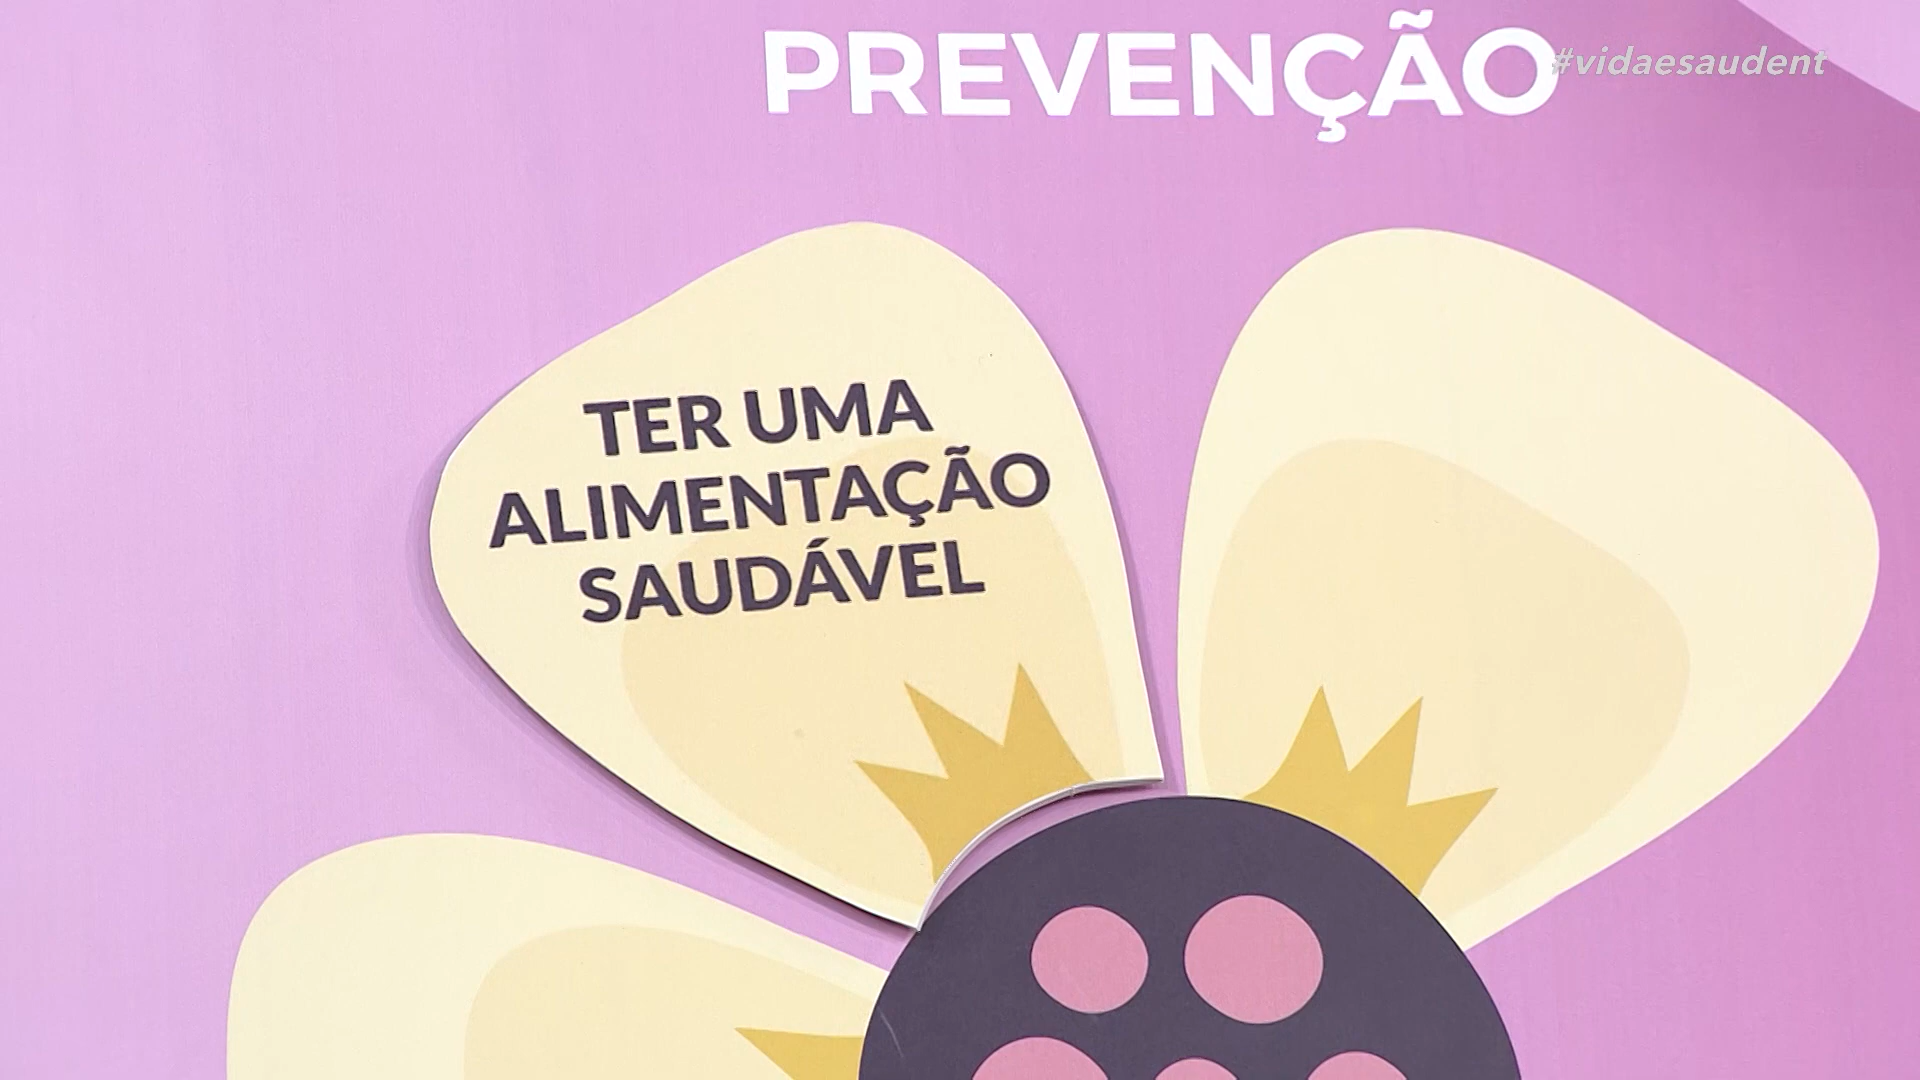 PREVENÇÃO
#vidaesaudent
TER UMA
ALIMENTAÇÃO
SAUDÁVEL